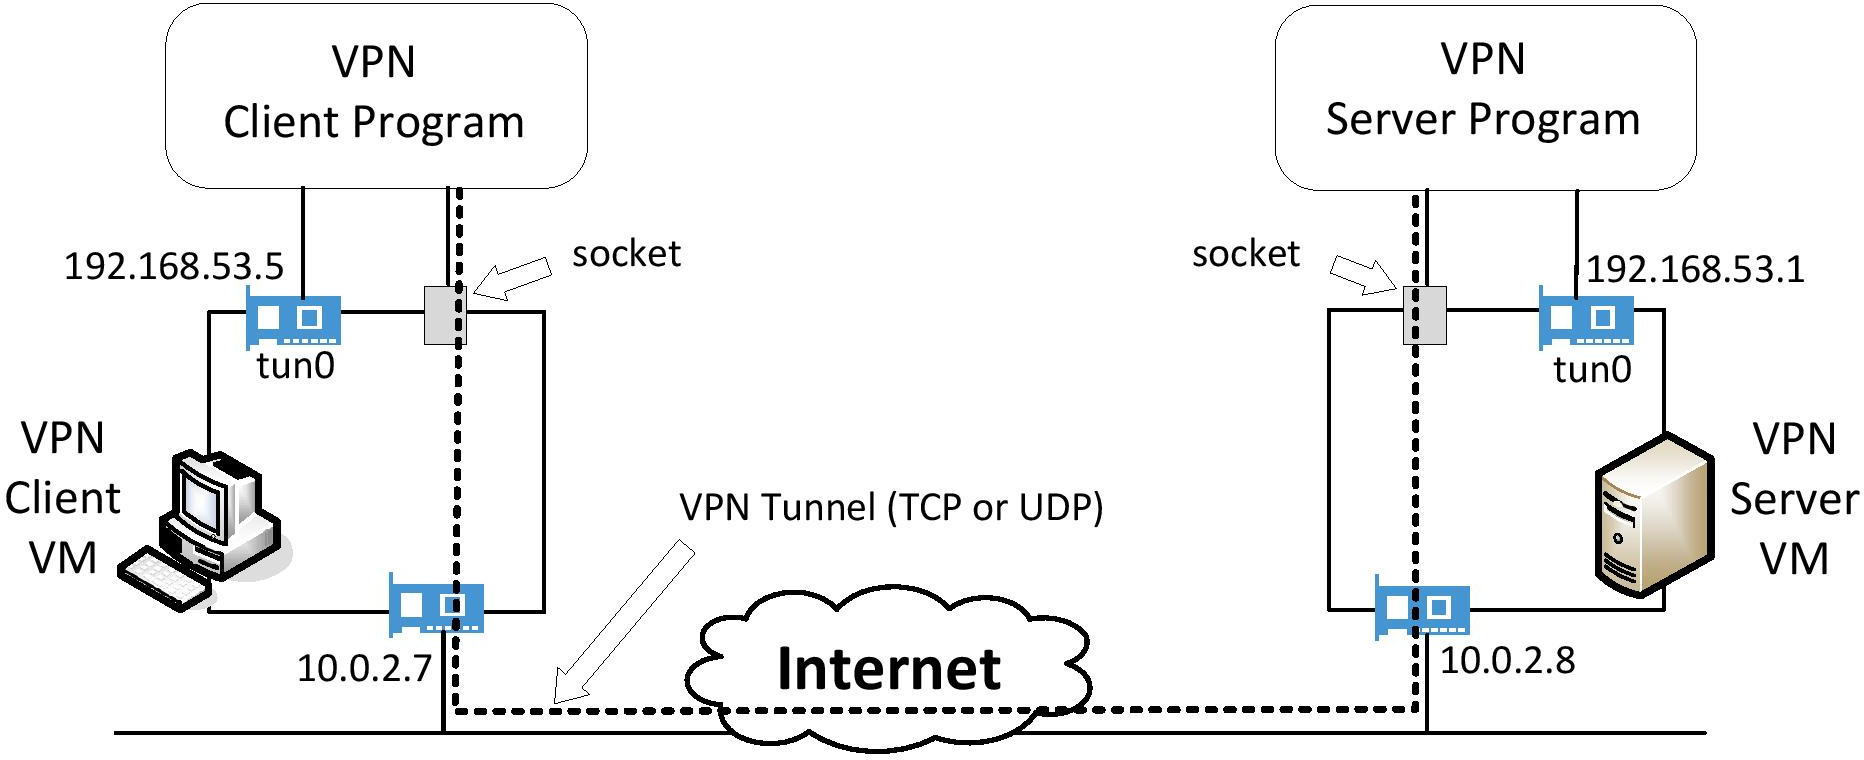 VPN
Client Program
VPN
Server Program
192.168.53.5
socket
socket
192.168.53.1
tun0
tun0
VPN
Client
VM
VPN Tunnel (TCP or UDP)
VPN
Server
VM
10.0.2.7
Internet
10.0.2.8